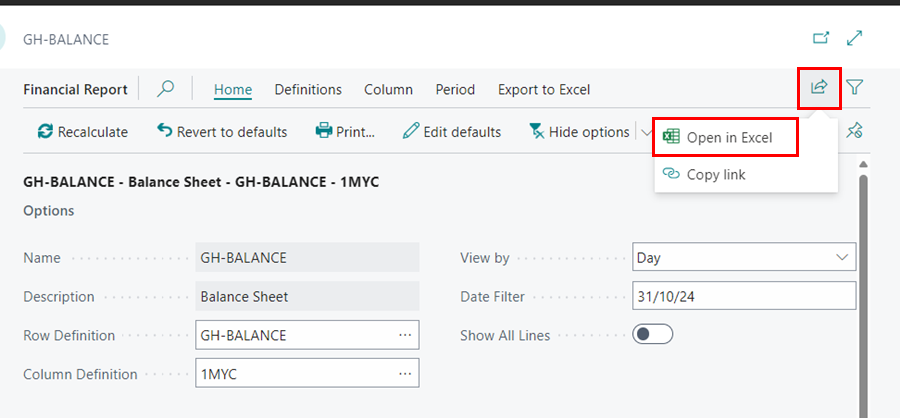 GH-BALANCE
Financial Report Home Definitions Column Period Export to Excel
Recalculate Revert to defaults Print... Edit defaults Hide options
Open in Excel
Copy link
GH-BALANCE - Balance Sheet - GH-BALANCE - 1MYC
Options
Name GH-BALANCE View by Day
Description Balance Sheet Date Filter 31/10/24
Row Definition GH-BALANCE ... Show All Lines
Column Definition 1MYC ...